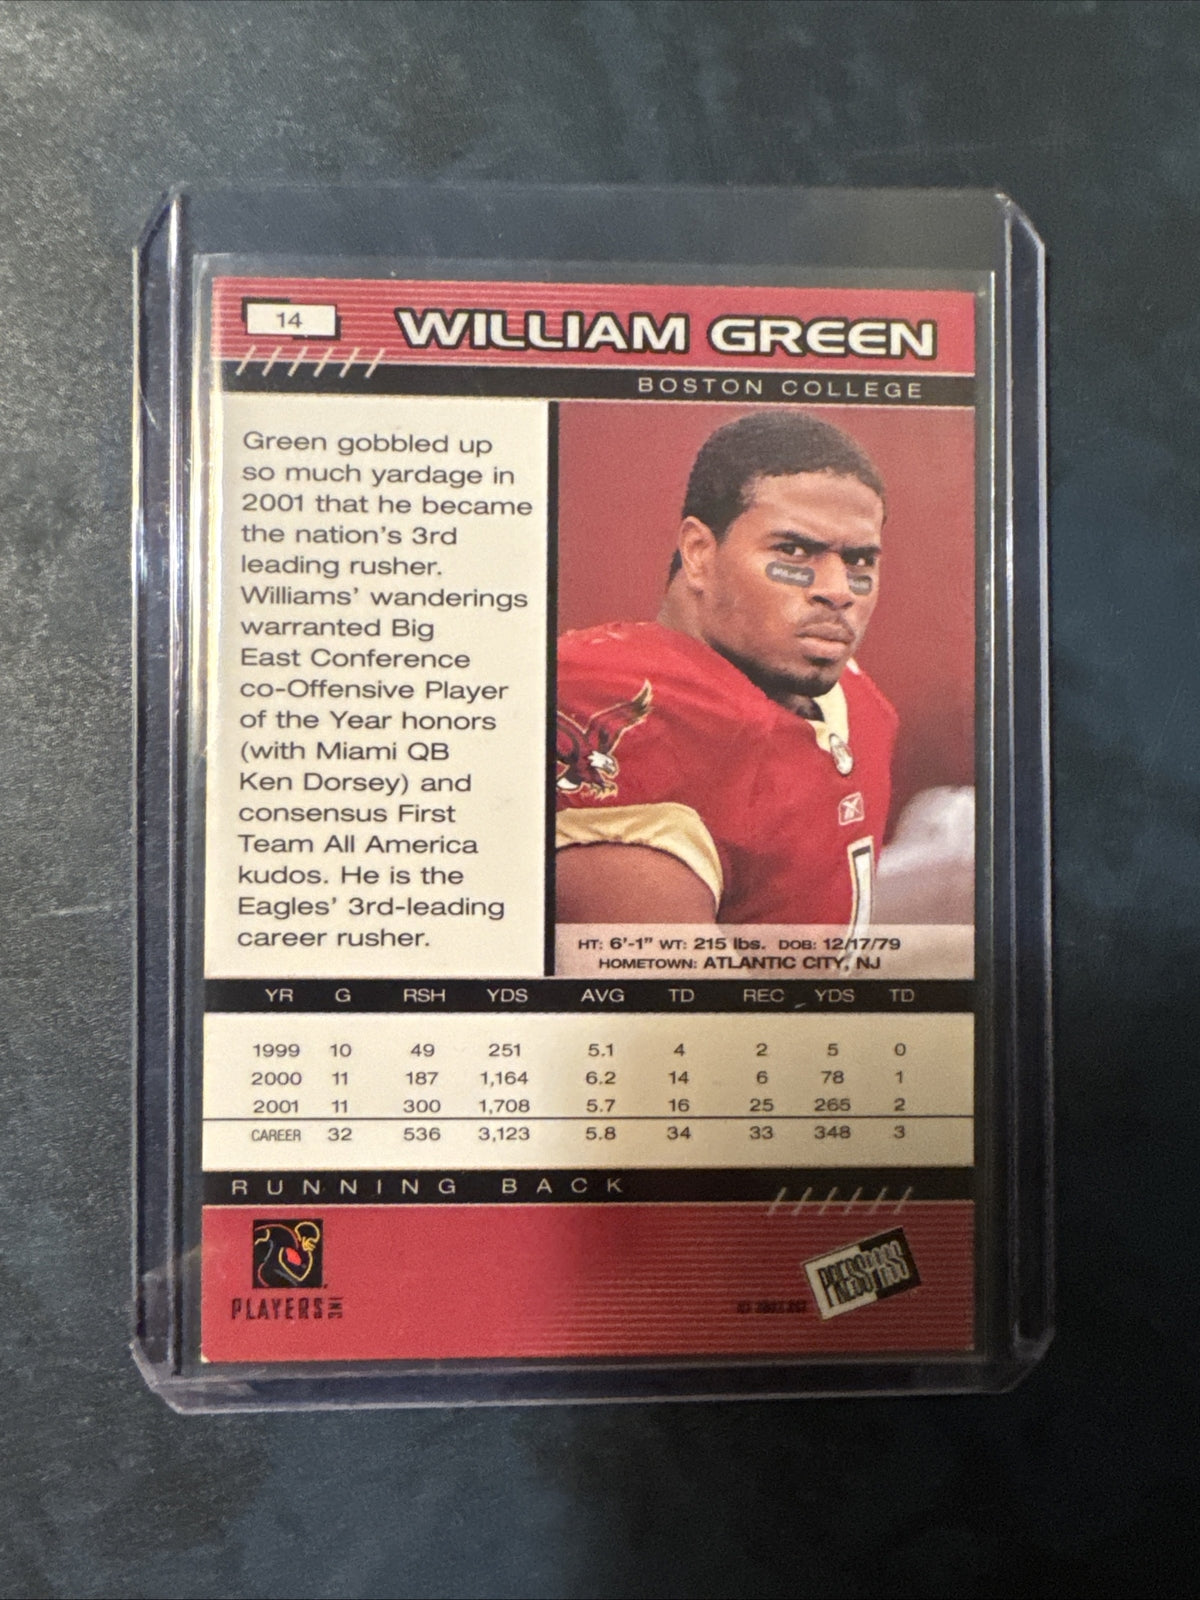 14
WILLIAM GREEN
BOSTON COLLEGE
Green gobbled up
so much yardage in
2001 that he became
the nation's 3rd
leading rusher.
Williams' wanderings
warranted Big
East Conference
co-Offensive Player
of the Year honors
(with Miami QB
Ken Dorsey) and
consensus First
Team All America
kudos. He is the
Eagles' 3rd-leading
career rusher.
HT: 6'-1" WT: 215 lbs. DOB: 12/17/79
HOMETOWN: ATLANTIC CITY, NJ
YR G RSH YDS AVG TD REC YDS TD
1999 10 49 251 5.1 4 2 5 0
2000 11 187 1,164 6.2 14 6 78 1
2001 11 300 1,708 5.7 16 25 265 2
CAREER 32 536 3,123 5.8 34 33 348 3
RUNNING BACK
PLAYERS INC
PRESS PASS